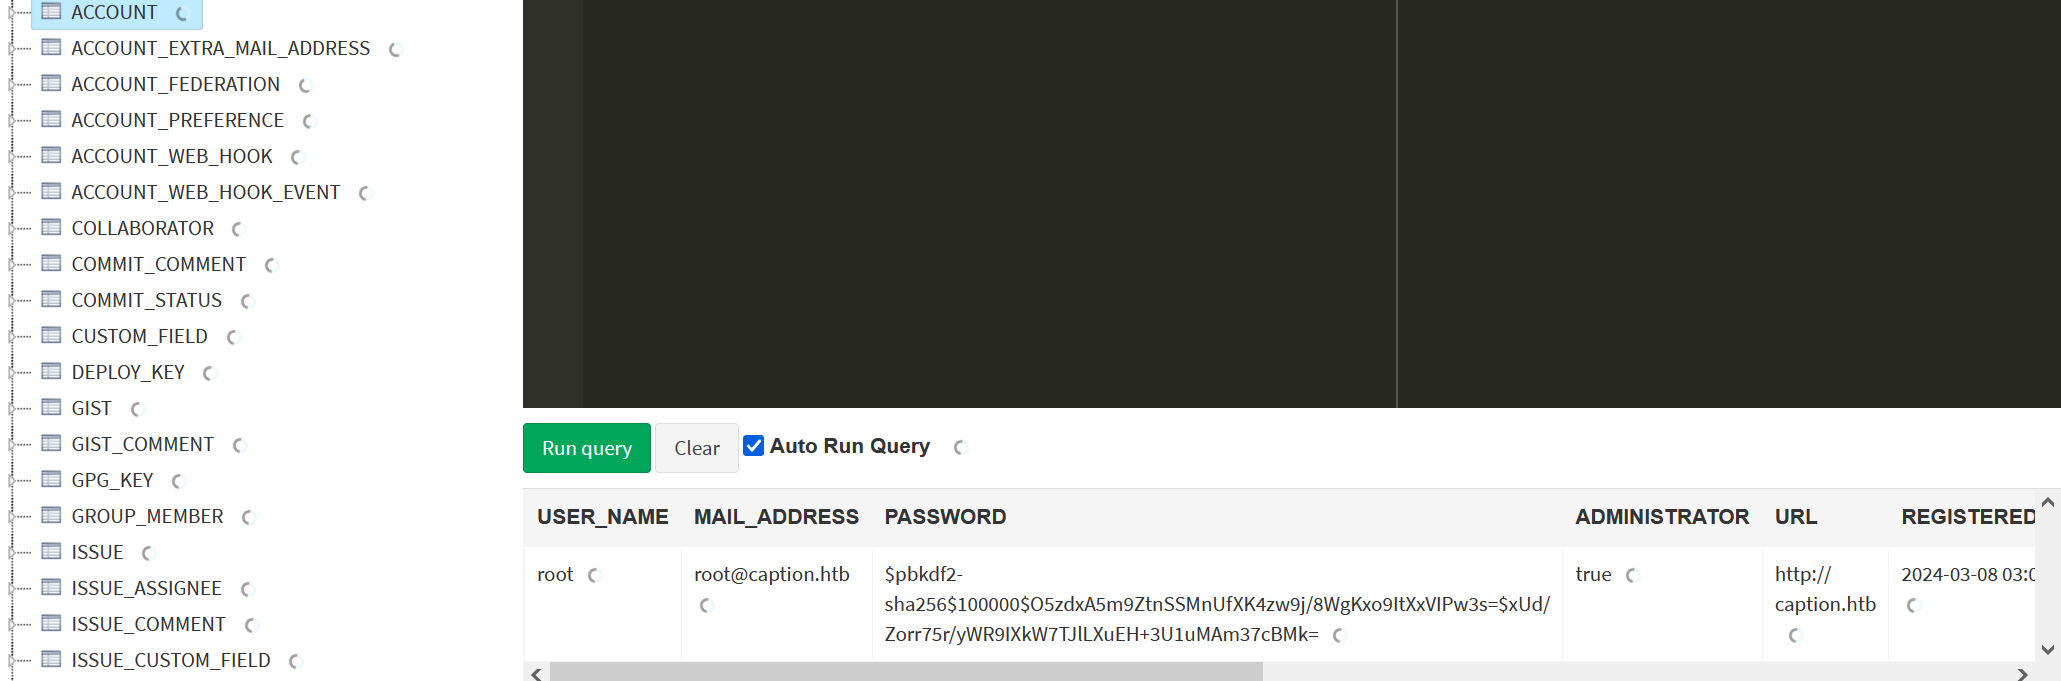 ACCOUNT
ACCOUNT_EXTRA_MAIL_ADDRESS
ACCOUNT_FEDERATION
ACCOUNT_PREFERENCE
ACCOUNT_WEB_HOOK
ACCOUNT_WEB_HOOK_EVENT
COLLABORATOR
COMMIT_COMMENT
COMMIT_STATUS
CUSTOM_FIELD
DEPLOY_KEY
GIST
GIST_COMMENT
GPG_KEY
GROUP_MEMBER
ISSUE
ISSUE_ASSIGNEE
ISSUE_COMMENT
ISSUE_CUSTOM_FIELD
Run query Clear Auto Run Query
USER_NAME MAIL_ADDRESS PASSWORD ADMINISTRATOR URL REGISTERED
root root@caption.htb $pbkdf2- true http:// 2024-03-08 03:0
sha256$100000$O5zdxA5m9ZtnSSMnUfXK4zw9j/8WgKxo9ItXxVIPw3s=$xUd/ caption.htb
Zorr75r/yWR9IXkW7TJlLXuEH+3U1uMAm37cBMk=